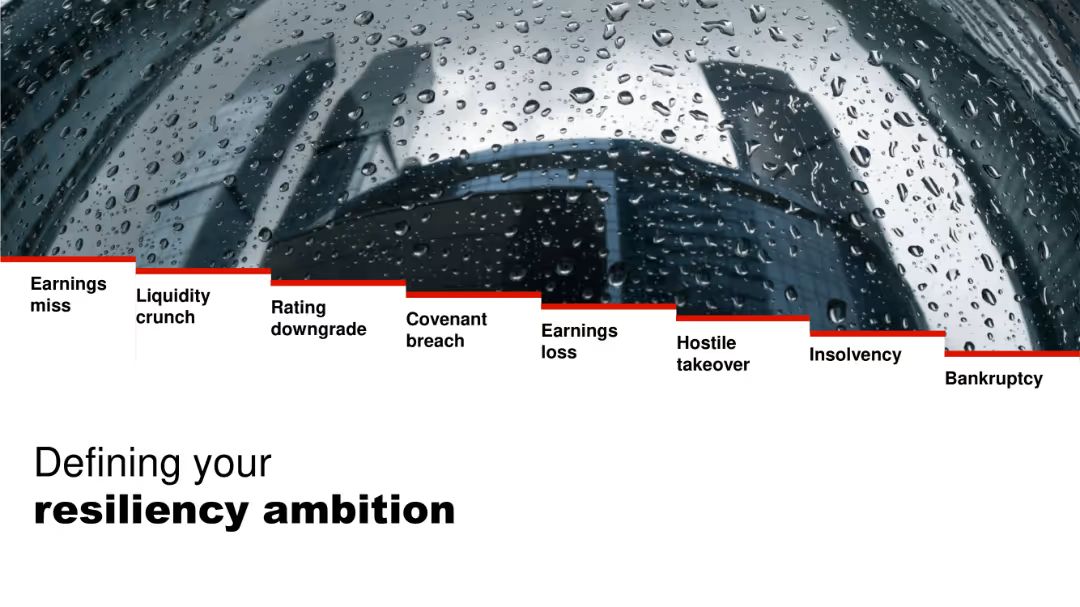 Earnings
miss
Liquidity
crunch
Rating
downgrade
Covenant
breach
Earnings
loss
Hostile
takeover
Insolvency
Bankruptcy
Defining your
resiliency ambition